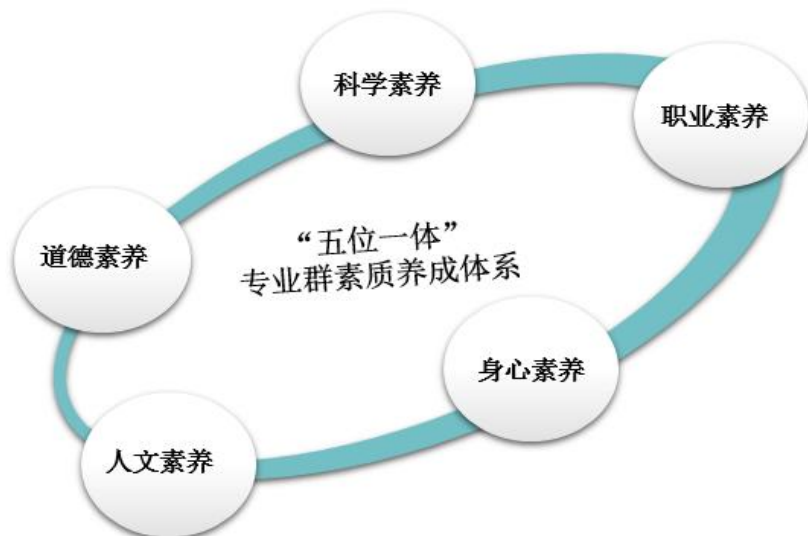 科学素养
职业素养
“五位一体”
专业群素质养成体系
道德素养
身心素养
人文素养